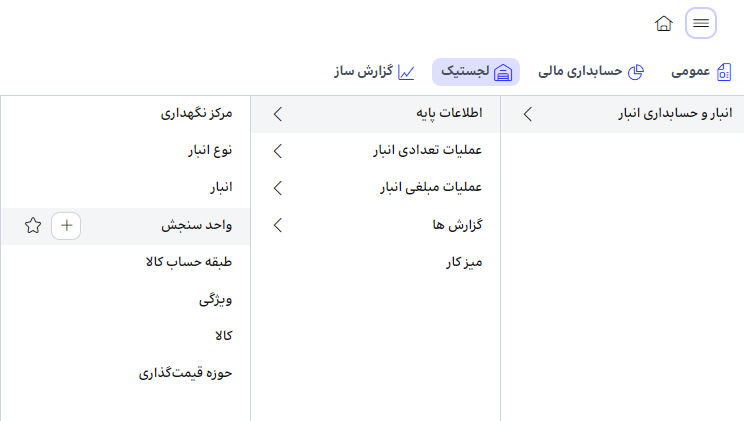 عمومی
حسابداری مالی
لجستیک
گزارش ساز
انبار و حسابداری انبار
اطلاعات پایه
عملیات تعدادی انبار
عملیات مبلغی انبار
گزارش ها
میز کار
مرکز نگهداری
نوع انبار
انبار
واحد سنجش
طبقه حساب کالا
ویژگی
کالا
حوزه قیمت‌گذاری